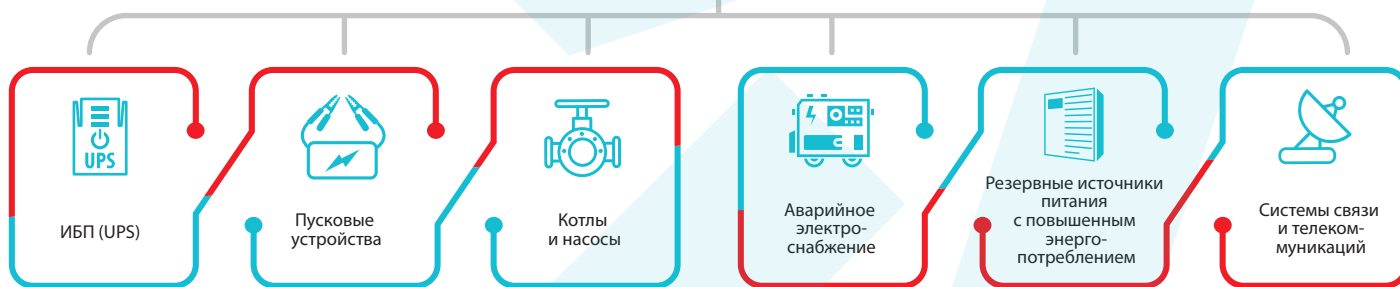 UPS
ИБП (UPS)
Пусковые
устройства
Котлы
и насосы
Аварийное
электро-
снабжение
Резервные источники
питания
с повышенным
энерго-
потреблением
Системы связи
и телеком-
муникаций